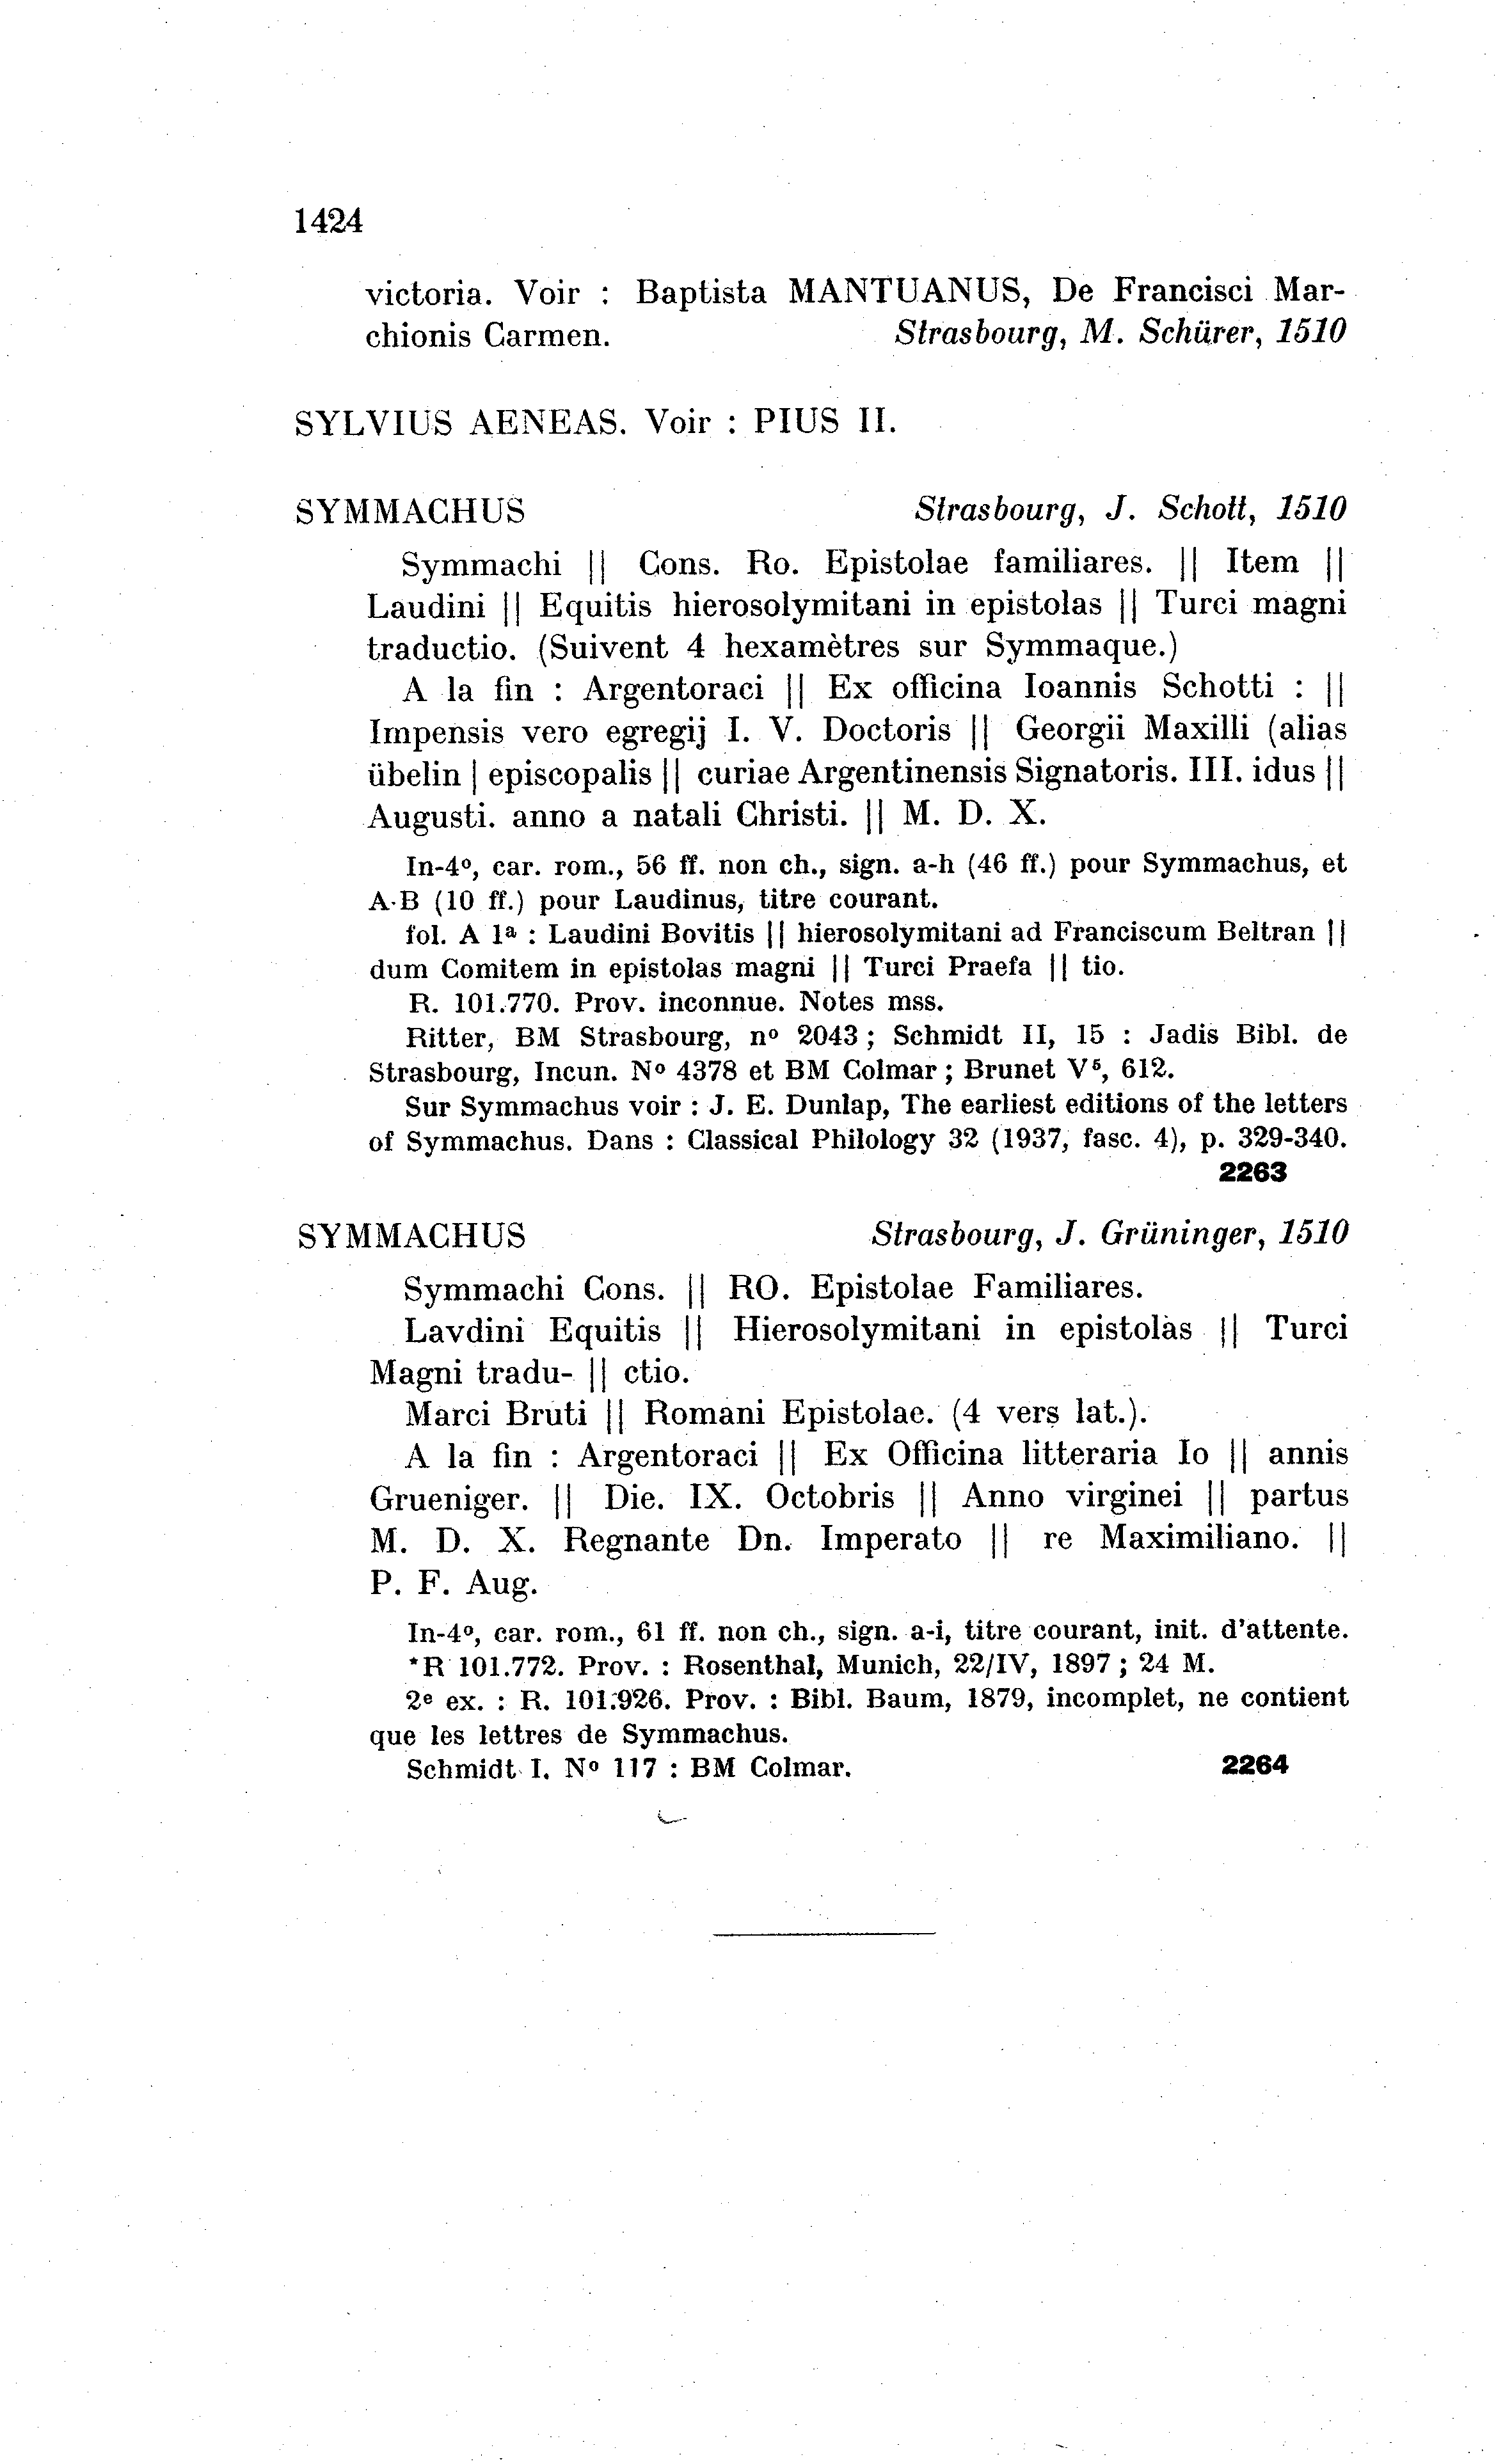 1424
victoria. Voir : Baptista MANTUANUS, De Francisci Mar-
chionis Carmen. Strasbourg, M. Schürer, 1510
SYLVIUS AENEAS. Voir : PIUS II.
SYMMACHUS Strasbourg, J. Schott, 1510
Symmachi || Cons. Ro. Epistolae familiares. || Item ||
Laudini || Equitis hierosolymitani in epistolas || Turci magni
traductio. (Suivent 4 hexamètres sur Symmaque.)
A la fin : Argentoraci || Ex officina Ioannis Schotti : ||
Impensis vero egregij I. V. Doctoris || Georgii Maxilli (alias
übelin | episcopalis || curiae Argentinensis Signatoris. III. idus ||
Augusti. anno a natali Christi. || M. D. X.
In-4º, car. rom., 56 ff. non ch., sign. a-h (46 ff.) pour Symmachus, et
A-B (10 ff.) pour Laudinus, titre courant.
fol. A 1ª : Laudini Bovitis || hierosolymitani ad Franciscum Beltran ||
dum Comitem in epistolas magni || Turci Praefa || tio.
R. 101.770. Prov. inconnue. Notes mss.
Ritter, BM Strasbourg, nº 2043 ; Schmidt II, 15 : Jadis Bibl. de
Strasbourg, Incun. Nº 4378 et BM Colmar ; Brunet V⁵, 612.
Sur Symmachus voir : J. E. Dunlap, The earliest editions of the letters
of Symmachus. Dans : Classical Philology 32 (1937, fasc. 4), p. 329-340.
2263
SYMMACHUS Strasbourg, J. Grüninger, 1510
Symmachi Cons. || RO. Epistolae Familiares.
Lavdini Equitis || Hierosolymitani in epistolas || Turci
Magni tradu- || ctio.
Marci Bruti || Romani Epistolae. (4 vers lat.).
A la fin : Argentoraci || Ex Officina litteraria Io || annis
Grueniger. || Die. IX. Octobris || Anno virginei || partus
M. D. X. Regnante Dn. Imperato || re Maximiliano. ||
P. F. Aug.
In-4º, car. rom., 61 ff. non ch., sign. a-i, titre courant, init. d'attente.
*R 101.772. Prov. : Rosenthal, Munich, 22/IV, 1897 ; 24 M.
2ᵉ ex. : R. 101.926. Prov. : Bibl. Baum, 1879, incomplet, ne contient
que les lettres de Symmachus.
Schmidt I. Nº 117 : BM Colmar. 2264